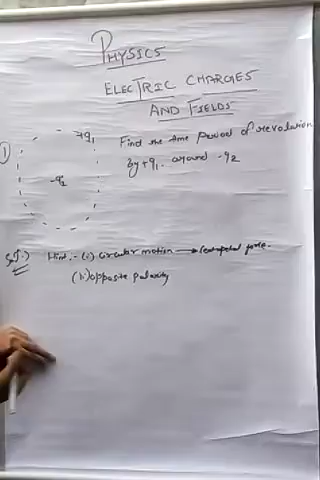 PHYSICS
ELECTRIC CHARGES
AND FIELDS
①
+q1
Find the time period of revolution
-q2
by +q1. around -q2
Sol:)
Hint:- (i) circular motion → Centripetal force.
(ii) opposite polarity